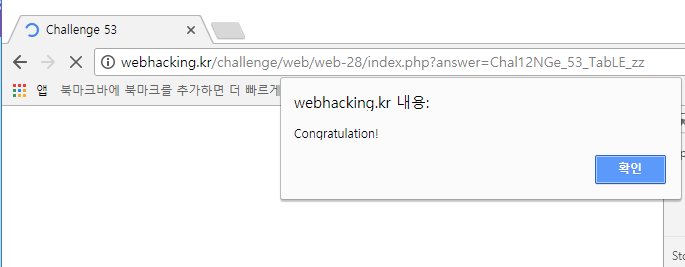 Challenge 53
webhacking.kr/challenge/web/web-28/index.php?answer=Chal12NGe_53_TabLE_zz
앱 북마크바에 북마크를 추가하면 더 빠르게
webhacking.kr 내용:
Congratulation!
확인
Sto